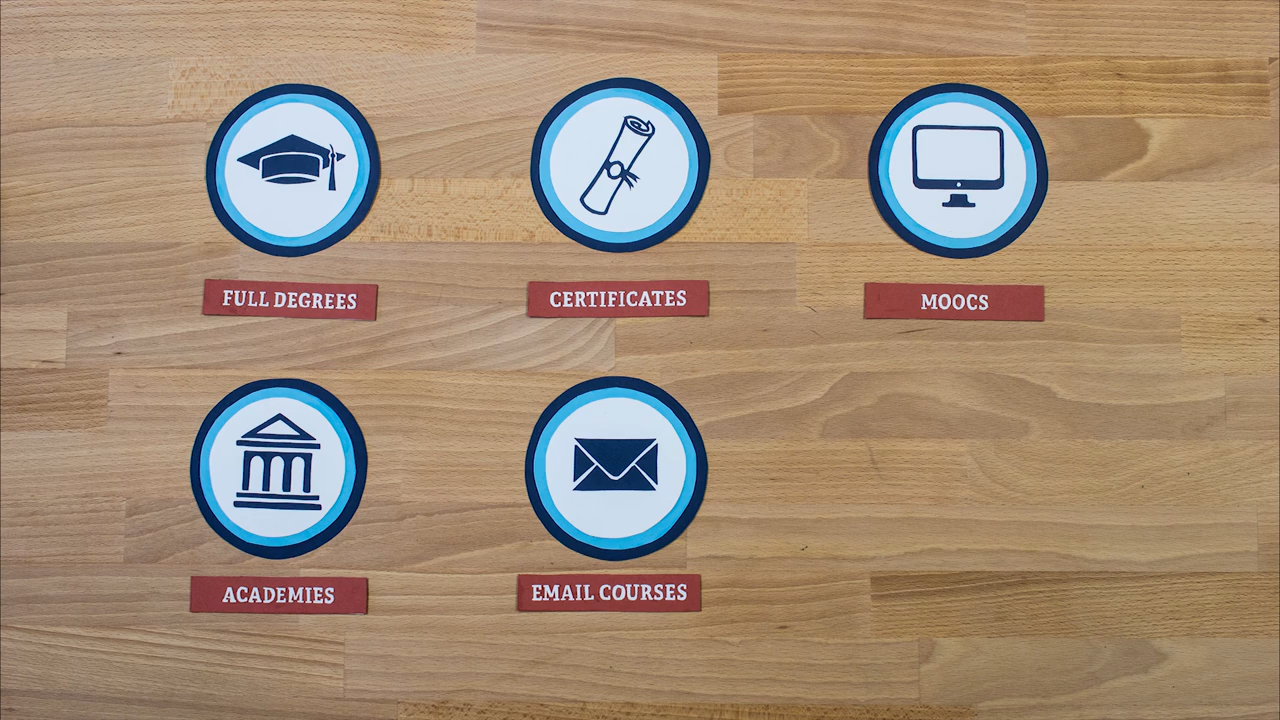 FULL DEGREES
CERTIFICATES
MOOCS
ACADEMIES
EMAIL COURSES